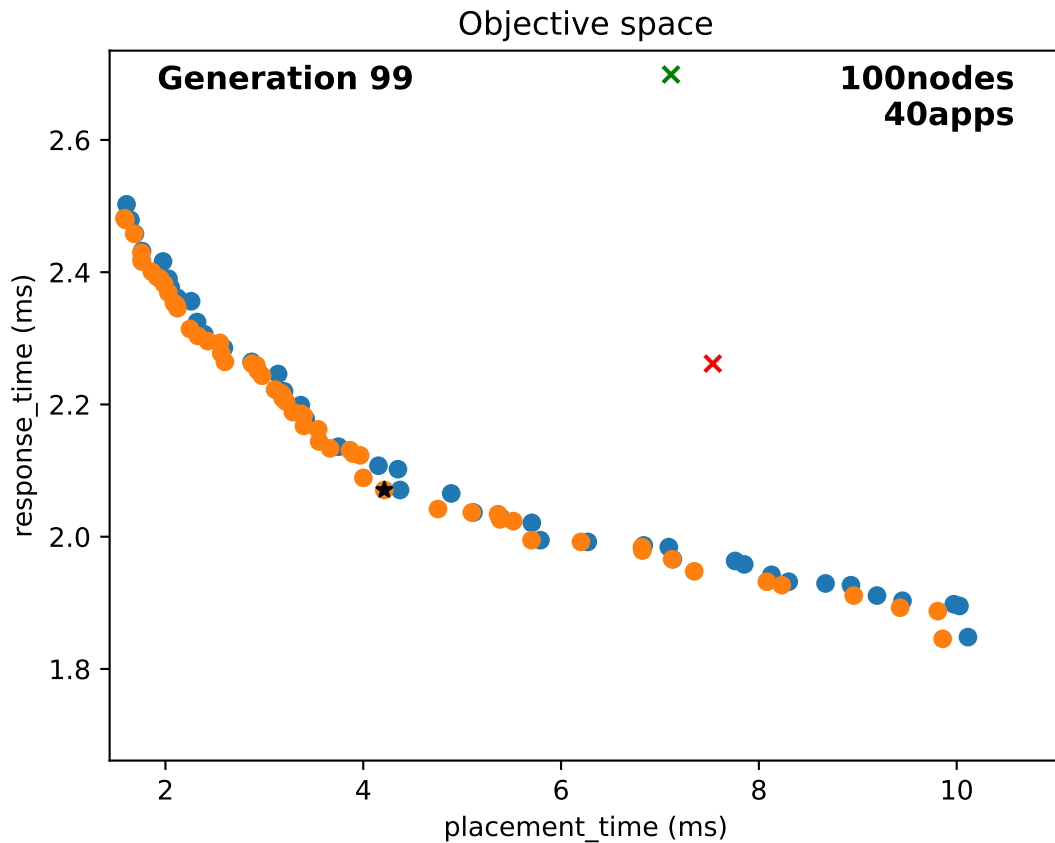 Objective space
Generation 99
100nodes
40apps
response_time (ms)
2.6
2.4
2.2
2.0
1.8
2 4 6 8 10
placement_time (ms)